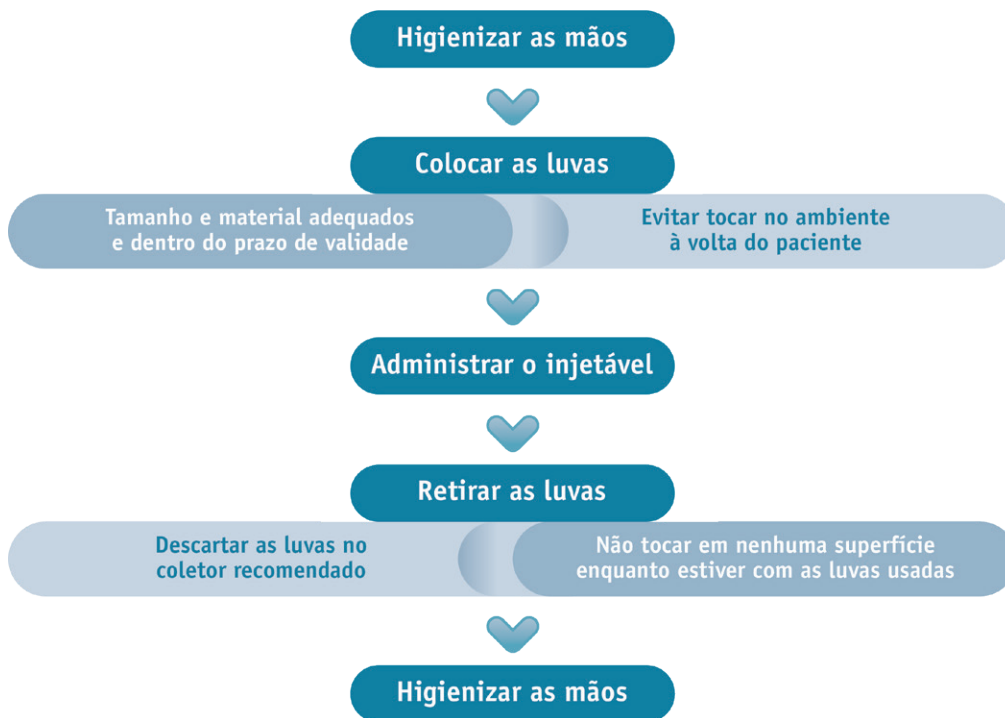 Higienizar as mãos
Colocar as luvas
Tamanho e material adequados
e dentro do prazo de validade
Evitar tocar no ambiente
à volta do paciente
Administrar o injetável
Retirar as luvas
Descartar as luvas no
coletor recomendado
Não tocar em nenhuma superfície
enquanto estiver com as luvas usadas
Higienizar as mãos